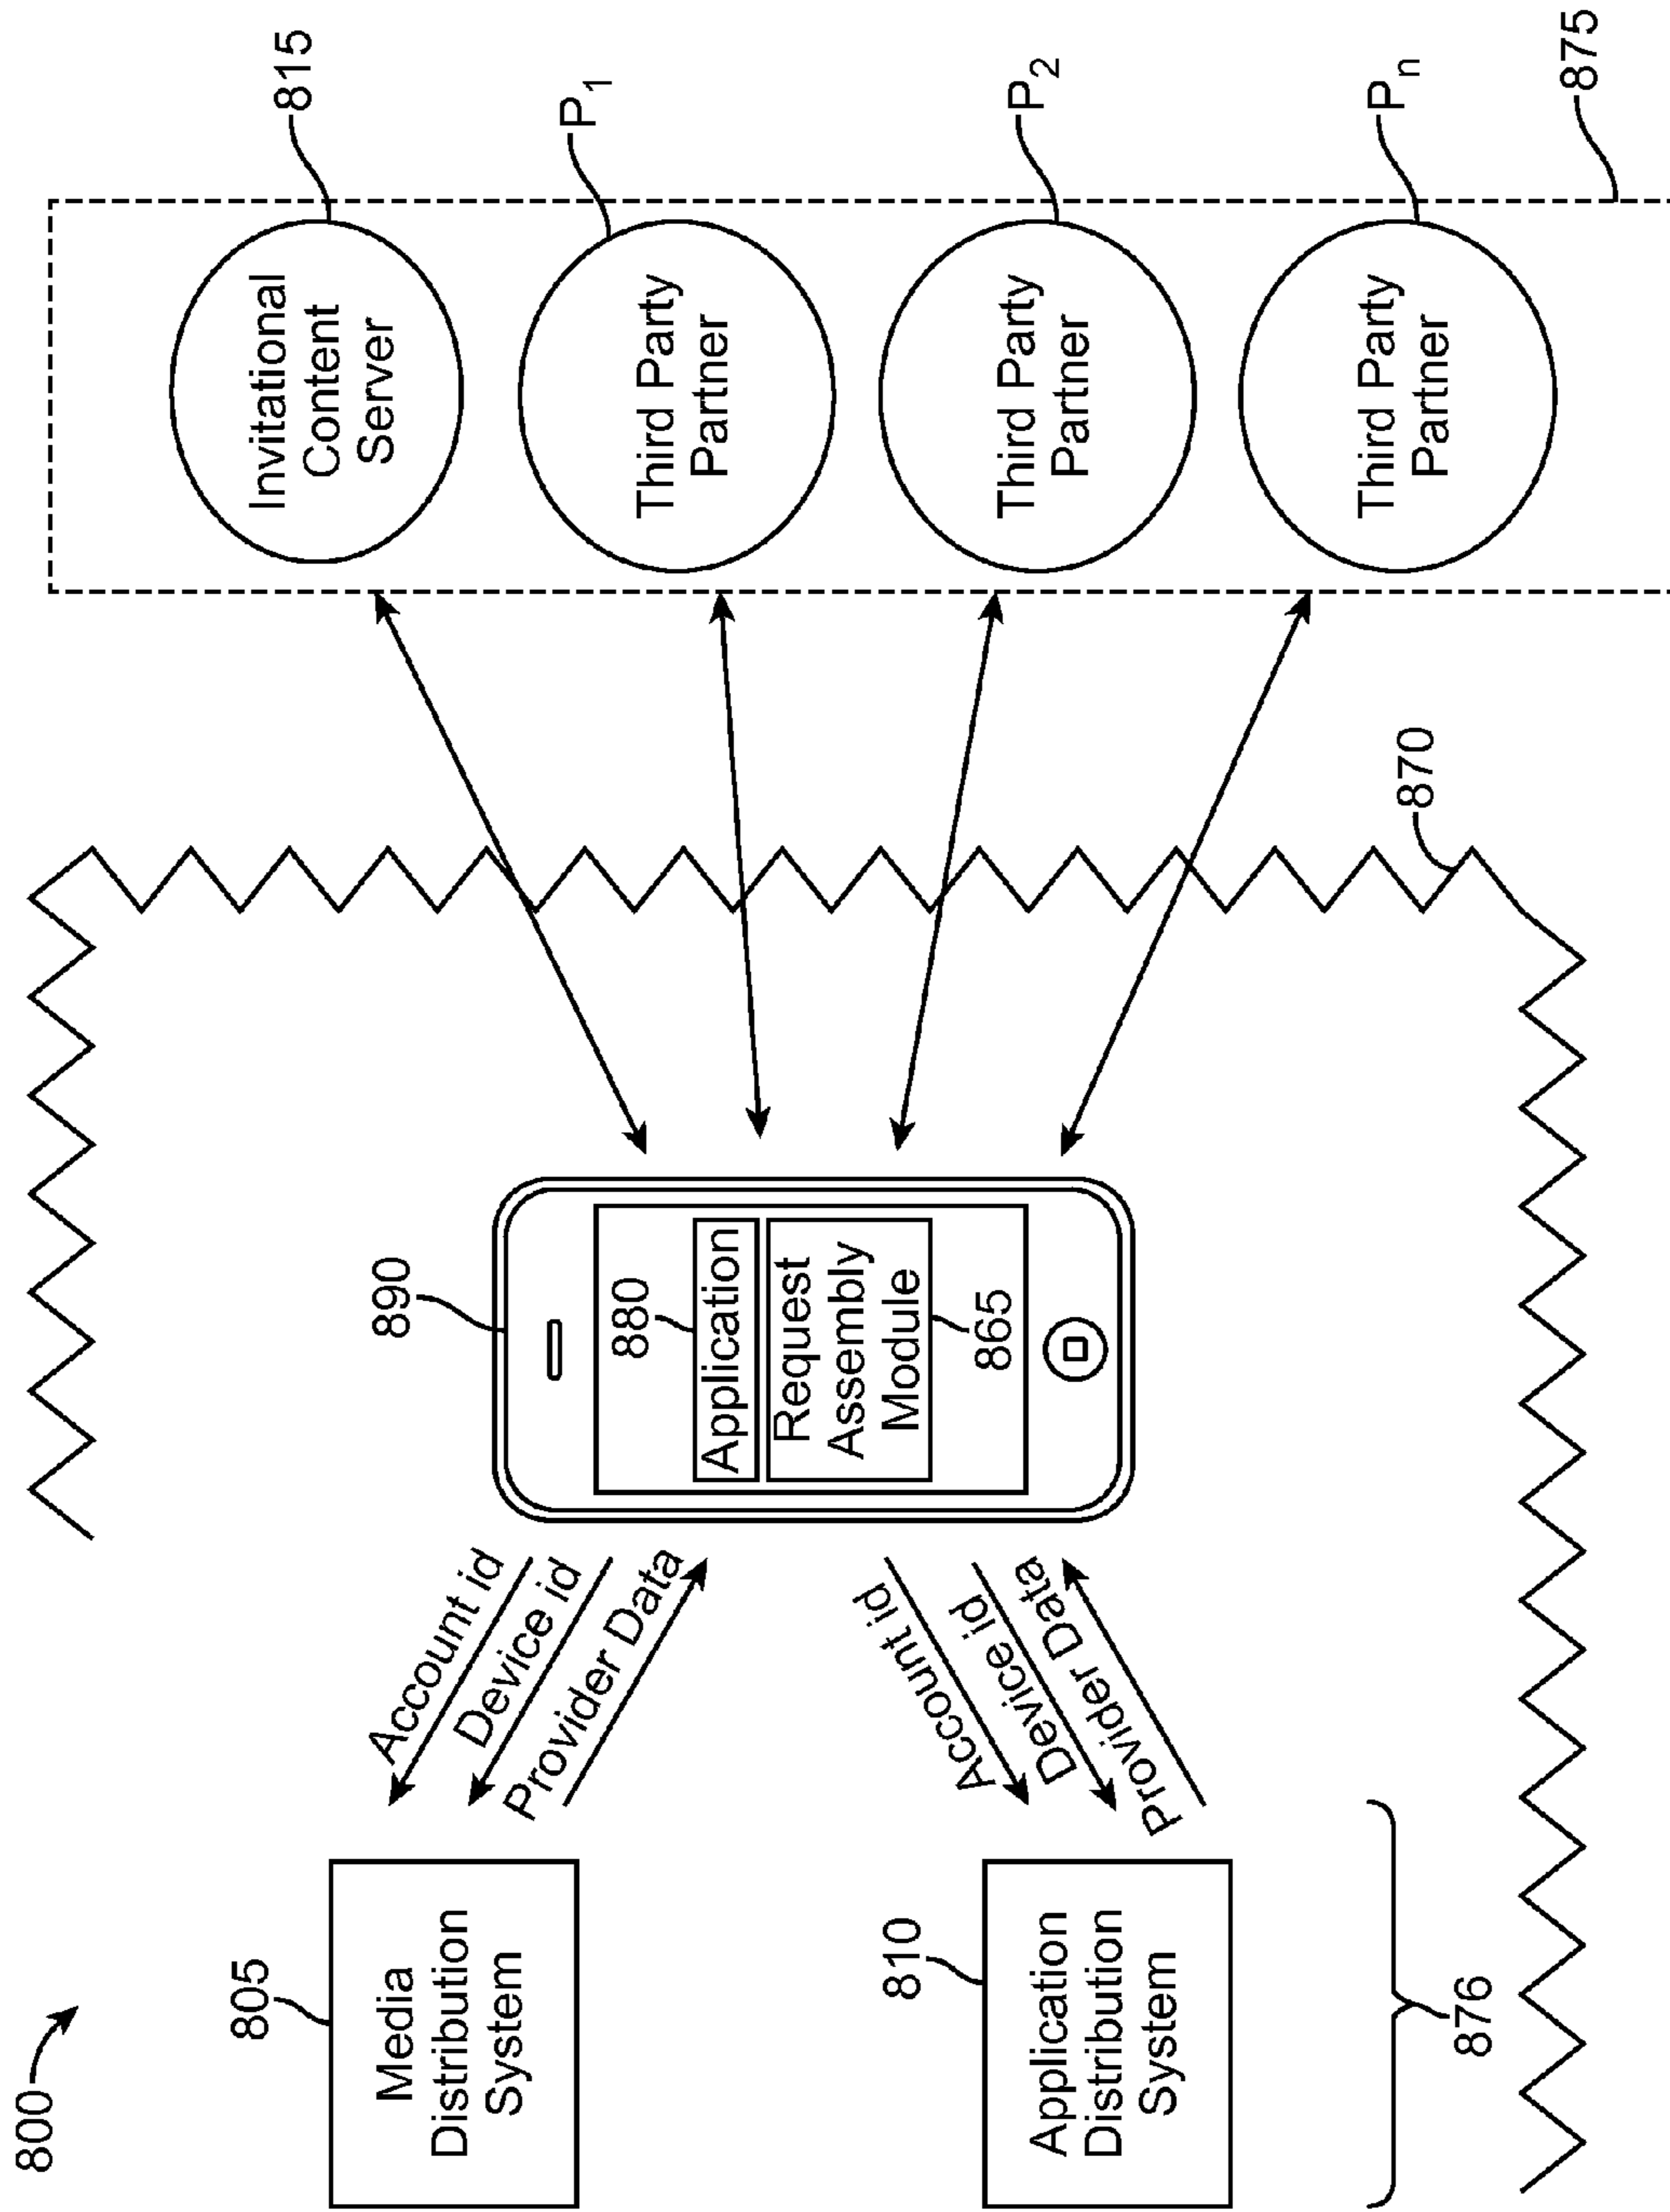 800
805
Media
Distribution
System
810
Application
Distribution
System
876
Account id
Device id
Provider Data
Account id
Device id
Provider Data
890
880
Application
Request
Assembly
Module
865
870
Invitational
Content
Server
815
Third Party
Partner
P1
Third Party
Partner
P2
Third Party
Partner
Pn
875